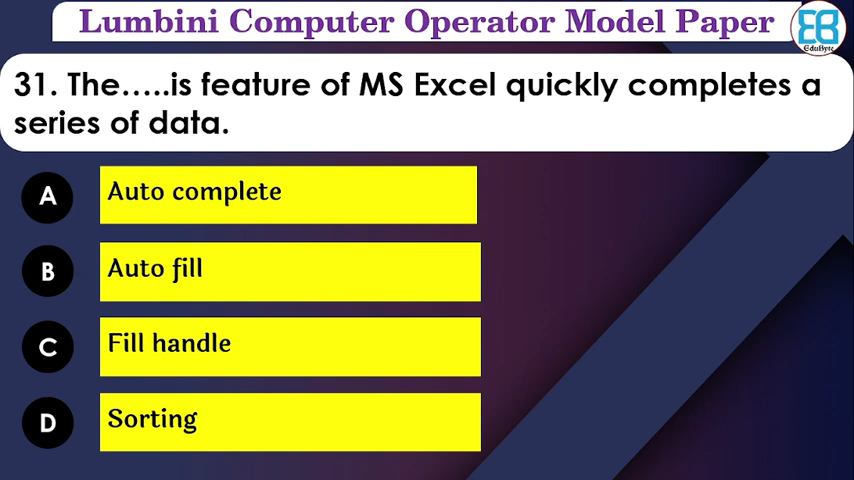 Lumbini Computer Operator Model Paper
EduByte
31. The.....is feature of MS Excel quickly completes a
series of data.
A Auto complete
B Auto fill
C Fill handle
D Sorting